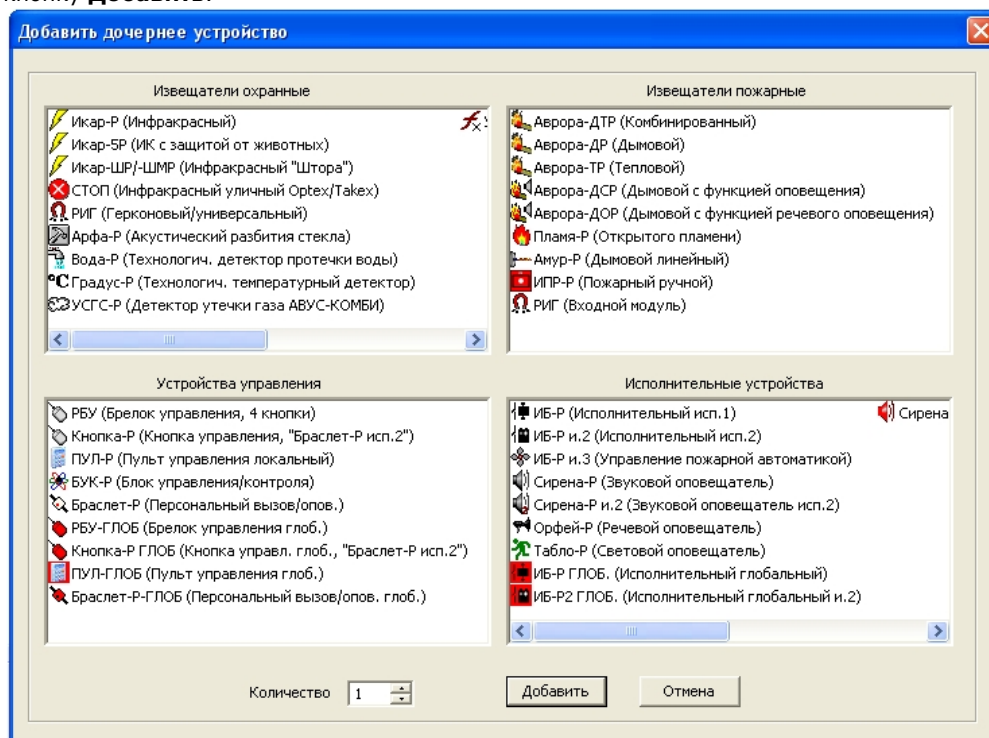 Добавить.
Добавить дочернее устройство
Извещатели охранные
Икар-Р (Инфракрасный)
Икар-5Р (ИК с защитой от животных)
Икар-ШР/-ШМР (Инфракрасный "Штора")
СТОП (Инфракрасный уличный Optex/Takex)
РИГ (Герконовый/универсальный)
Арфа-Р (Акустический разбития стекла)
Вода-Р (Технологич. детектор протечки воды)
°C Градус-Р (Технологич. температурный детектор)
УСГС-Р (Детектор утечки газа АВУС-КОМБИ)
Извещатели пожарные
Аврора-ДТР (Комбинированный)
Аврора-ДР (Дымовой)
Аврора-ТР (Тепловой)
Аврора-ДСР (Дымовой с функцией оповещения)
Аврора-ДОР (Дымовой с функцией речевого оповещения)
Пламя-Р (Открытого пламени)
Амур-Р (Дымовой линейный)
ИПР-Р (Пожарный ручной)
РИГ (Входной модуль)
Устройства управления
РБУ (Брелок управления, 4 кнопки)
Кнопка-Р (Кнопка управления, "Браслет-Р исп.2")
ПУЛ-Р (Пульт управления локальный)
БУК-Р (Блок управления/контроля)
Браслет-Р (Персональный вызов/опов.)
РБУ-ГЛОБ (Брелок управления глоб.)
Кнопка-Р ГЛОБ (Кнопка управл. глоб., "Браслет-Р исп.2")
ПУЛ-ГЛОБ (Пульт управления глоб.)
Браслет-Р-ГЛОБ (Персональный вызов/опов. глоб.)
Исполнительные устройства
ИБ-Р (Исполнительный исп.1) Сирена
ИБ-Р и.2 (Исполнительный исп.2)
ИБ-Р и.3 (Управление пожарной автоматикой)
Сирена-Р (Звуковой оповещатель)
Сирена-Р и.2 (Звуковой оповещатель исп.2)
Орфей-Р (Речевой оповещатель)
Табло-Р (Световой оповещатель)
ИБ-Р ГЛОБ. (Исполнительный глобальный)
ИБ-Р2 ГЛОБ. (Исполнительный глобальный и.2)
Количество 1 Добавить Отмена